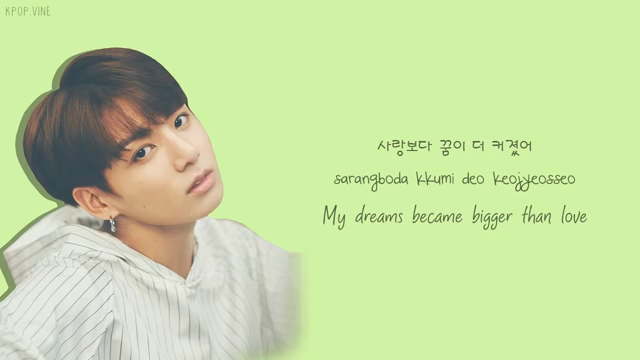 KPOP.VINE
사랑보다 꿈이 더 커졌어
sarangboda kkumi deo keojyeosseo
My dreams became bigger than love